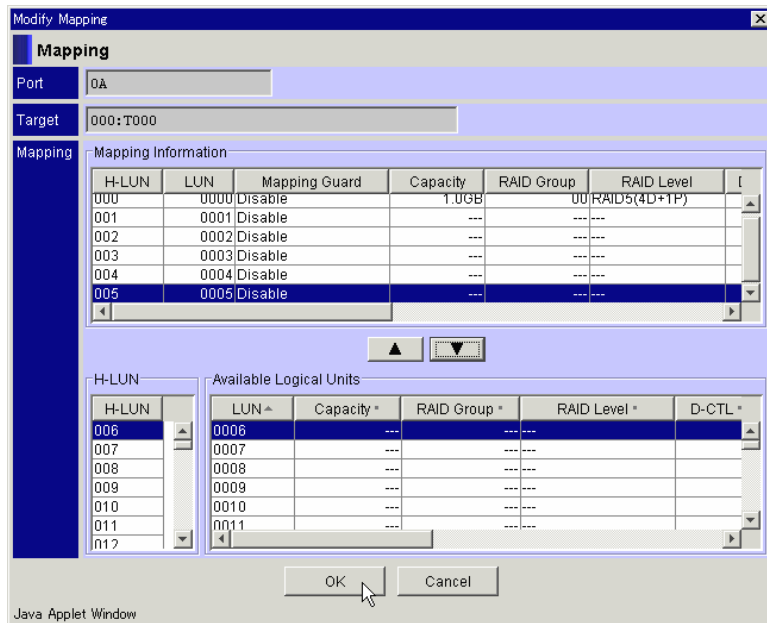 Modify Mapping
Mapping
Port 0A
Target 000:T000
Mapping Mapping Information
H-LUN LUN Mapping Guard Capacity RAID Group RAID Level
000 0000 Disable 1.0GB 00 RAID5(4D+1P)
001 0001 Disable --- --- ---
002 0002 Disable --- --- ---
003 0003 Disable --- --- ---
004 0004 Disable --- --- ---
005 0005 Disable --- --- ---
H-LUN Available Logical Units
H-LUN LUN Capacity RAID Group RAID Level D-CTL
006 0006 --- --- ---
007 0007 --- --- ---
008 0008 --- --- ---
009 0009 --- --- ---
010 0010 --- --- ---
011 0011 --- --- ---
012
OK Cancel
Java Applet Window